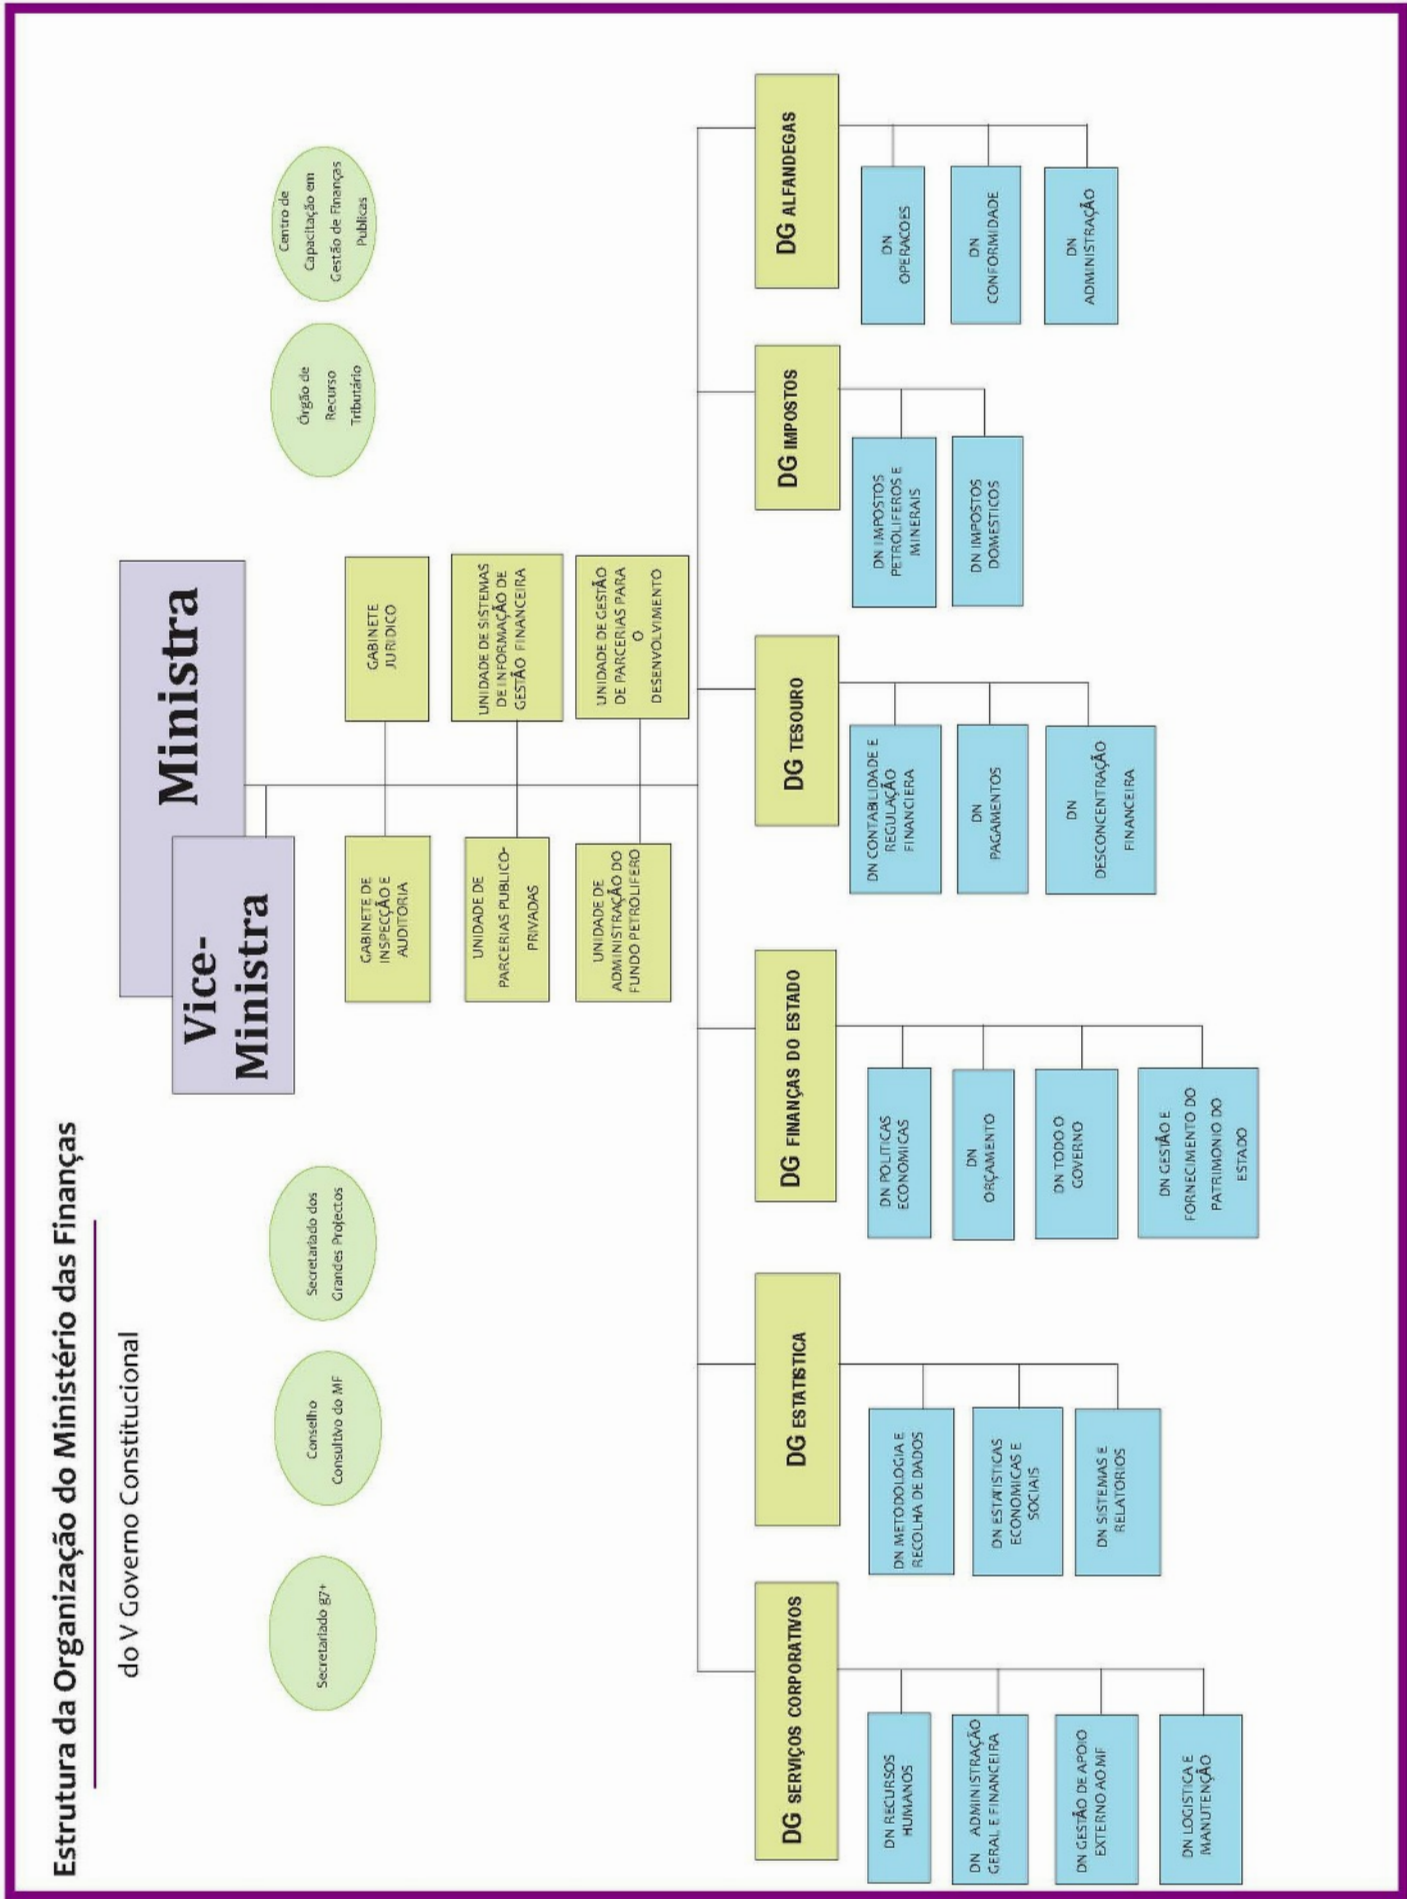 Estrutura da Organização do Ministério das Finanças
do V Governo Constitucional
Ministra
Vice-
Ministra
Secretariado g7+
Conselho
Consultivo do MF
Secretariado dos
Grandes Projectos
Órgão de
Recurso
Tributário
Centro de
Capacitação em
Gestão de Finanças
Publicas
GABINETE DE
INSPECÇÃO E
AUDITORIA
GABINETE
JURIDICO
UNIDADE DE
PARCERIAS PUBLICO-
PRIVADAS
UNIDADE DE SISTEMAS
DE INFORMAÇÃO DE
GESTÃO FINANCEIRA
UNIDADE DE
ADMINISTRAÇÃO DO
FUNDO PETROLIFERO
UNIDADE DE GESTÃO
DE PARCERIAS PARA
O
DESENVOLVIMENTO
DG SERVIÇOS CORPORATIVOS
DN RECURSOS
HUMANOS
DN ADMINISTRAÇÃO
GERAL E FINANCEIRA
DN GESTÃO DE APOIO
EXTERNO AO MF
DN LOGISTICA E
MANUTENÇÃO
DG ESTATISTICA
DN METODOLOGIA E
RECOLHA DE DADOS
DN ESTATISTICAS
ECONOMICAS E
SOCIAIS
DN SISTEMAS E
RELATORIOS
DG FINANÇAS DO ESTADO
DN POLITICAS
ECONOMICAS
DN
ORÇAMENTO
DN TODO O
GOVERNO
DN GESTÃO E
FORNECIMENTO DO
PATRIMONIO DO
ESTADO
DG TESOURO
DN CONTABILIDADE E
REGULAÇÃO
FINANCIERA
DN
PAGAMENTOS
DN
DESCONCENTRAÇÃO
FINANCEIRA
DG IMPOSTOS
DN IMPOSTOS
PETROLIFEROS E
MINERAIS
DN IMPOSTOS
DOMESTICOS
DG ALFANDEGAS
DN
OPERACOES
DN
CONFORMIDADE
DN
ADMINISTRAÇÃO